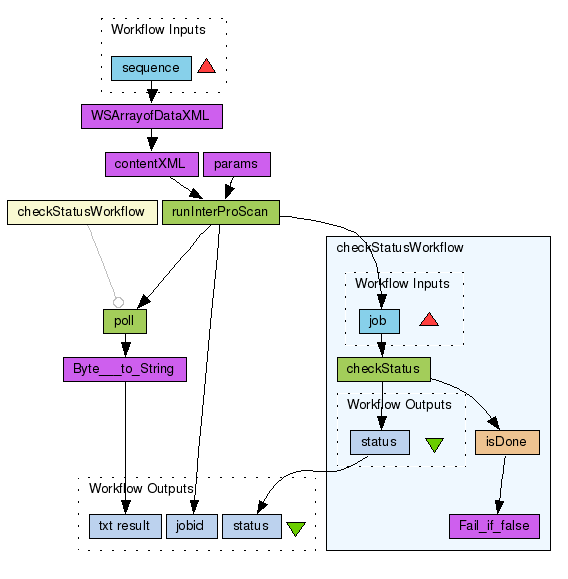 Workflow Inputs
sequence
WSArrayofDataXML
contentXML
params
checkStatusWorkflow
runInterProScan
checkStatusWorkflow
Workflow Inputs
poll
job
Byte___to_String
checkStatus
Workflow Outputs
status
isDone
Workflow Outputs
txt result
jobid
status
Fail_if_false